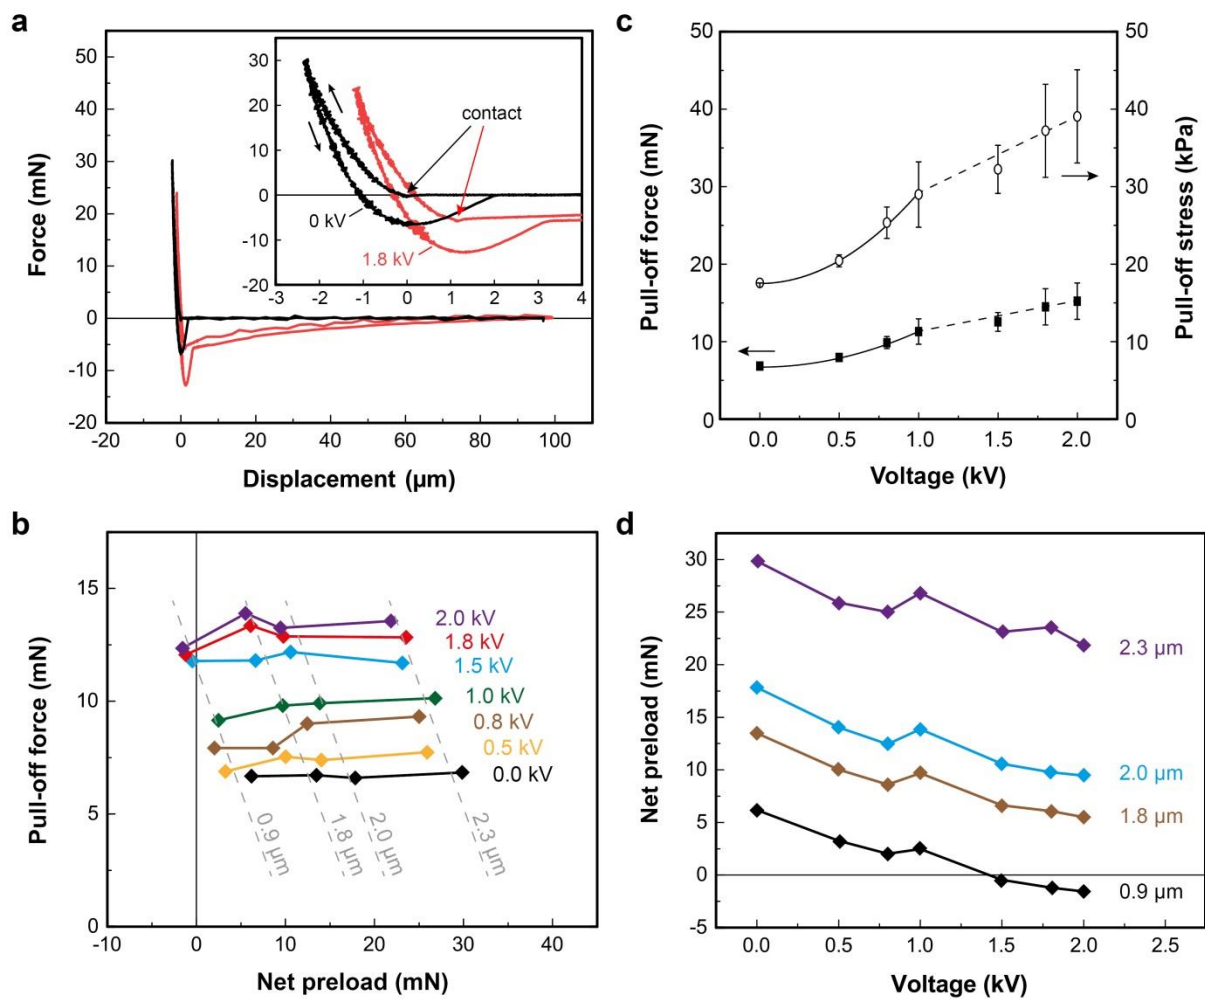 a
50
40
30
20
10
0
-10
-20
-20
0
20
40
60
80
100
Force (mN)
Displacement (µm)
30
20
10
0
-10
-20
-3
-2
-1
0
1
2
3
4
contact
0 kV
1.8 kV
c
50
40
30
20
10
0
50
40
30
20
10
0
0.0
0.5
1.0
1.5
2.0
Pull-off force (mN)
Pull-off stress (kPa)
Voltage (kV)
b
15
10
5
0
-10
0
10
20
30
40
Pull-off force (mN)
Net preload (mN)
2.0 kV
1.8 kV
1.5 kV
1.0 kV
0.8 kV
0.5 kV
0.0 kV
0.9 µm
1.8 µm
2.0 µm
2.3 µm
d
30
25
20
15
10
5
0
-5
0.0
0.5
1.0
1.5
2.0
2.5
Net preload (mN)
Voltage (kV)
2.3 µm
2.0 µm
1.8 µm
0.9 µm